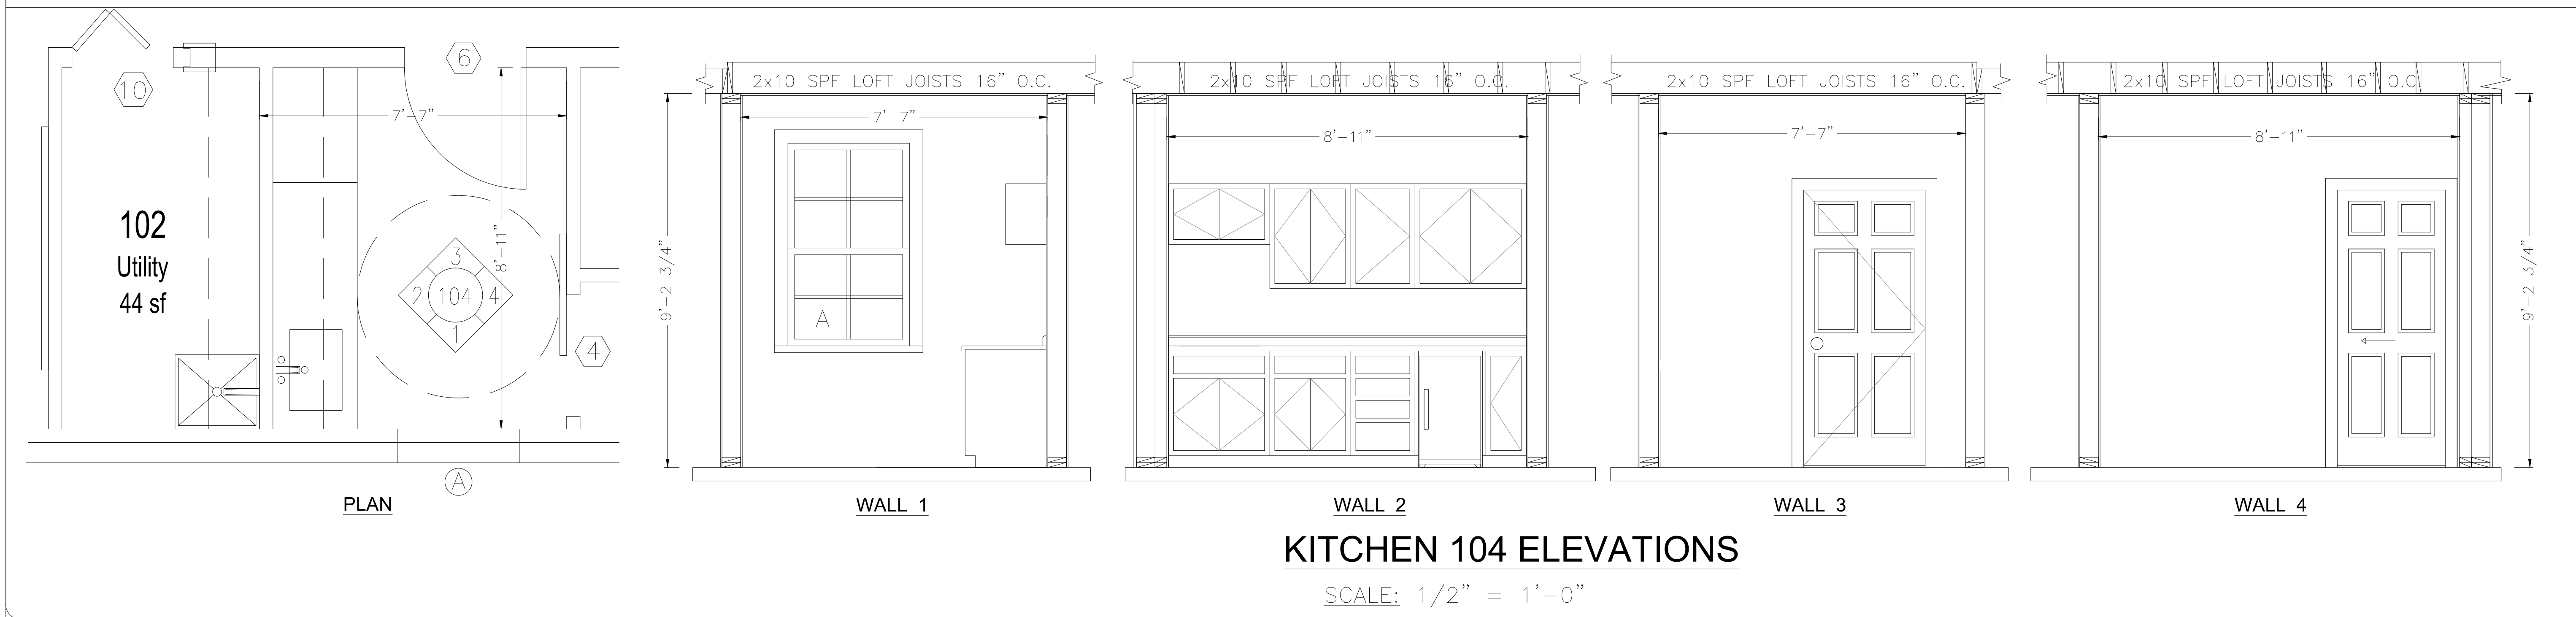 10
6
7'-7"
102
Utility
44 sf
8'-11"
3
2
104
4
1
4
A
PLAN
2x10 SPF LOFT JOISTS 16" O.C.
7'-7"
9'-2 3/4"
A
WALL 1
2x10 SPF LOFT JOISTS 16" O.C.
8'-11"
WALL 2
2x10 SPF LOFT JOISTS 16" O.C.
7'-7"
WALL 3
2x10 SPF LOFT JOISTS 16" O.C.
8'-11"
9'-2 3/4"
WALL 4
KITCHEN 104 ELEVATIONS
SCALE: 1/2" = 1'-0"